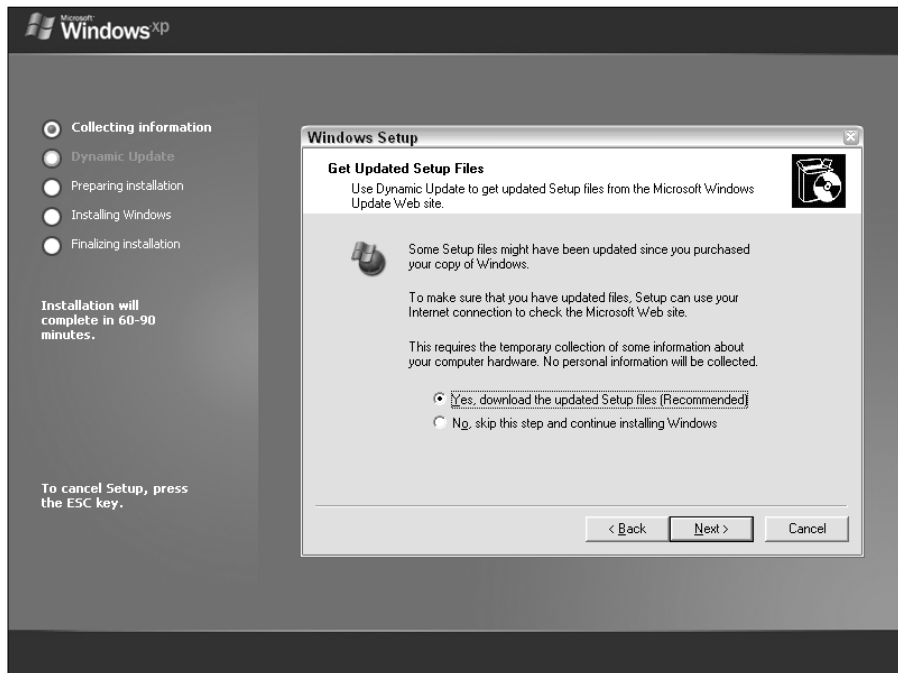 Microsoft
Windows xp
Collecting information
Dynamic Update
Preparing installation
Installing Windows
Finalizing installation
Installation will
complete in 60-90
minutes.
To cancel Setup, press
the ESC key.
Windows Setup
Get Updated Setup Files
Use Dynamic Update to get updated Setup files from the Microsoft Windows
Update Web site.
Some Setup files might have been updated since you purchased
your copy of Windows.
To make sure that you have updated files, Setup can use your
Internet connection to check the Microsoft Web site.
This requires the temporary collection of some information about
your computer hardware. No personal information will be collected.
Yes, download the updated Setup files (Recommended)
No, skip this step and continue installing Windows
< Back Next > Cancel